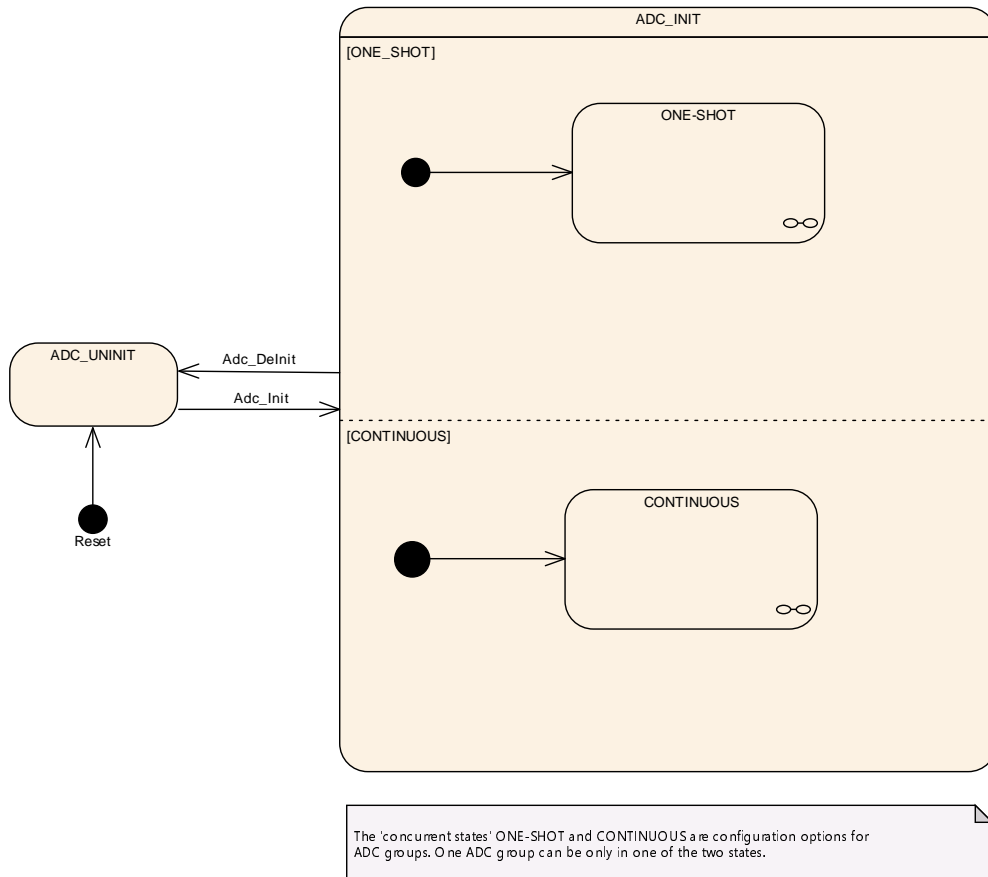 ADC_INIT
[ONE_SHOT]
ONE-SHOT
ADC_UNINIT
Adc_DeInit
Adc_Init
[CONTINUOUS]
CONTINUOUS
Reset
The 'concurrent states' ONE-SHOT and CONTINUOUS are configuration options for
ADC groups. One ADC group can be only in one of the two states.